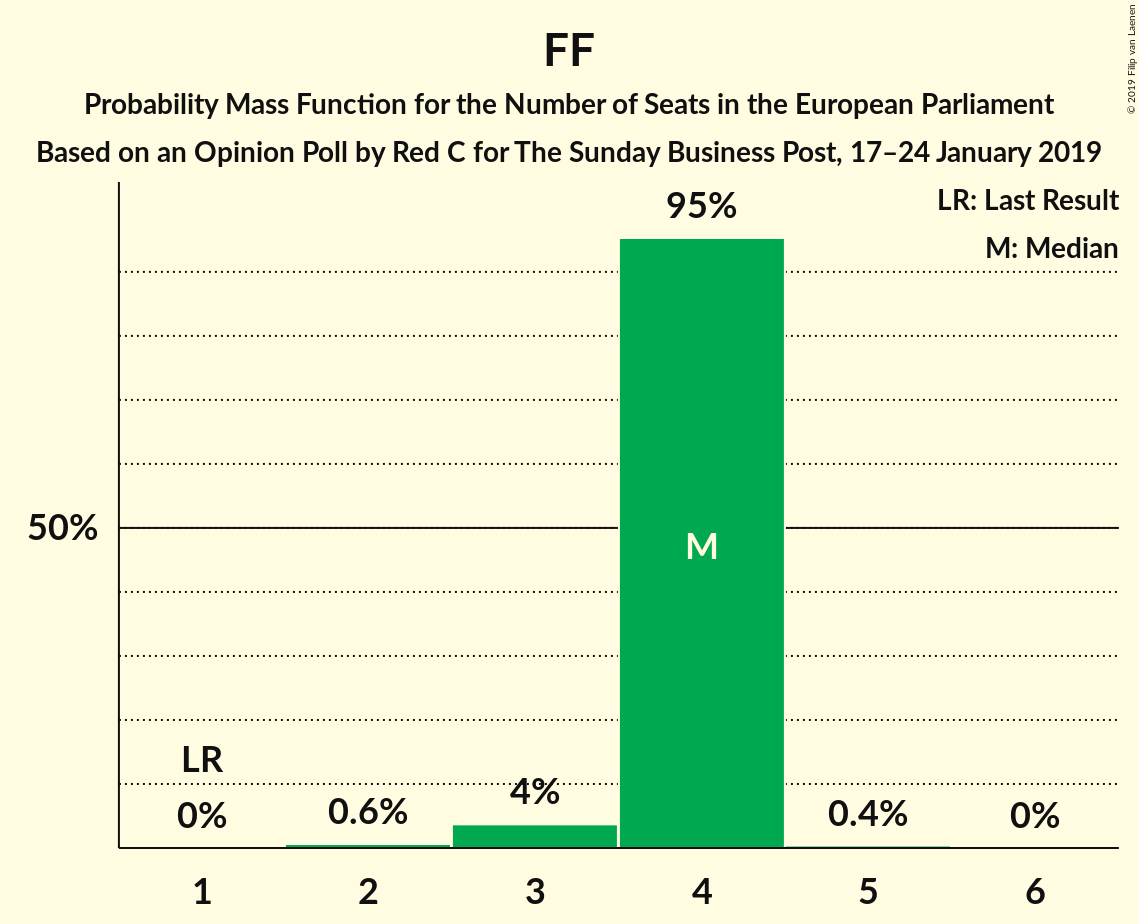 FF
Probability Mass Function for the Number of Seats in the European Parliament
Based on an Opinion Poll by Red C for The Sunday Business Post, 17–24 January 2019
© 2019 Filip van Laenen
LR: Last Result
M: Median
95%
50%
M
LR
0%
0.6%
4%
0.4%
0%
1 2 3 4 5 6